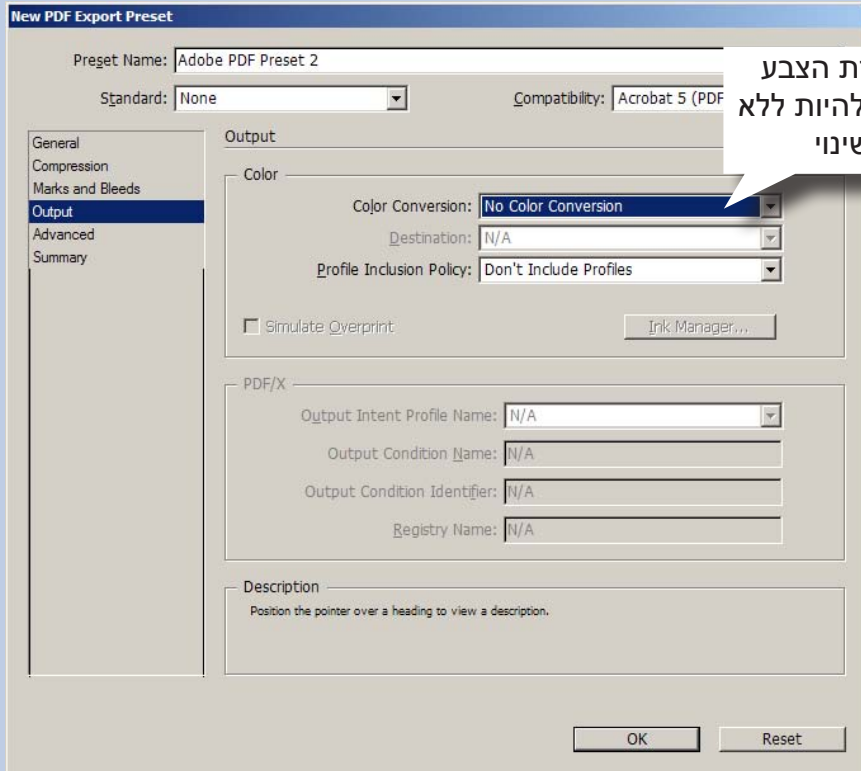 New PDF Export Preset
Preset Name: Adobe PDF Preset 2
Standard: None
Compatibility: Acrobat 5 (PDF
הצבע
להיות ללא
General
Compression
Marks and Bleeds
Output
Advanced
Summary
Output
Color
Color Conversion: No Color Conversion
Destination: N/A
Profile Inclusion Policy: Don't Include Profiles
Simulate Overprint
Ink Manager...
PDF/X
Output Intent Profile Name: N/A
Output Condition Name: N/A
Output Condition Identifier: N/A
Registry Name: N/A
Description
Position the pointer over a heading to view a description.
OK
Reset